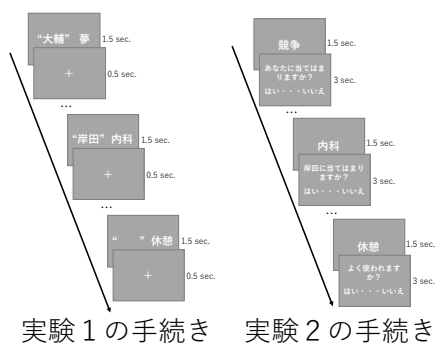 “大輔” 夢
1.5 sec.
+
0.5 sec.
…
“岸田” 内科
1.5 sec.
+
0.5 sec.
…
“　　” 休憩
1.5 sec.
+
0.5 sec.
実験１の手続き
競争
1.5 sec.
あなたに当てはま
りますか？
はい・・・いいえ
3 sec.
…
内科
1.5 sec.
岸田に当てはまり
ますか？
はい・・・いいえ
3 sec.
…
休憩
1.5 sec.
よく使われます
か？
はい・・・いいえ
3 sec.
実験２の手続き